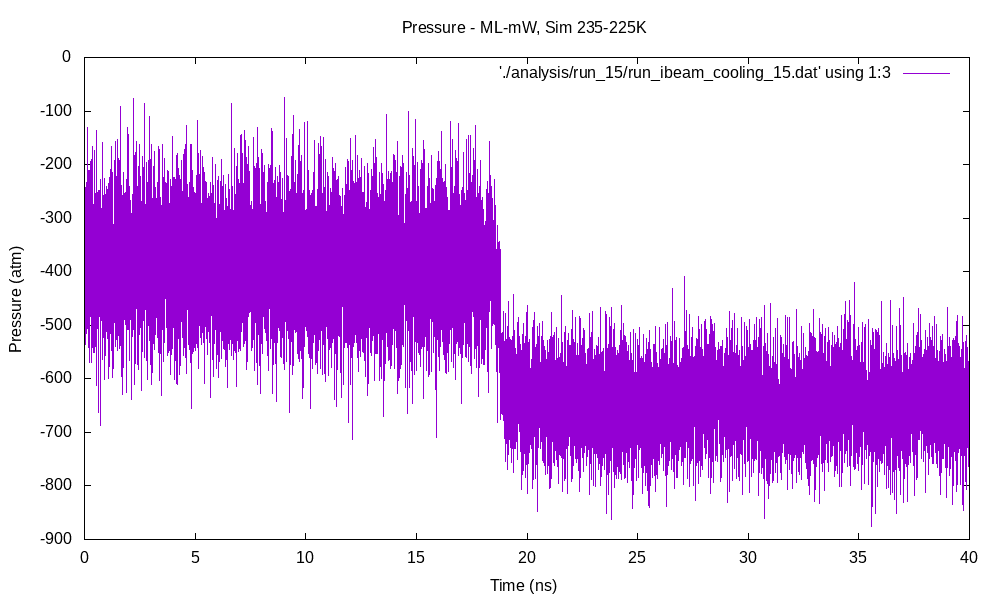 Pressure - ML-mW, Sim 235-225K
'./analysis/run_15/run_ibeam_cooling_15.dat' using 1:3
0
-100
-200
-300
-400
-500
-600
-700
-800
-900
Pressure (atm)
0 5 10 15 20 25 30 35 40
Time (ns)